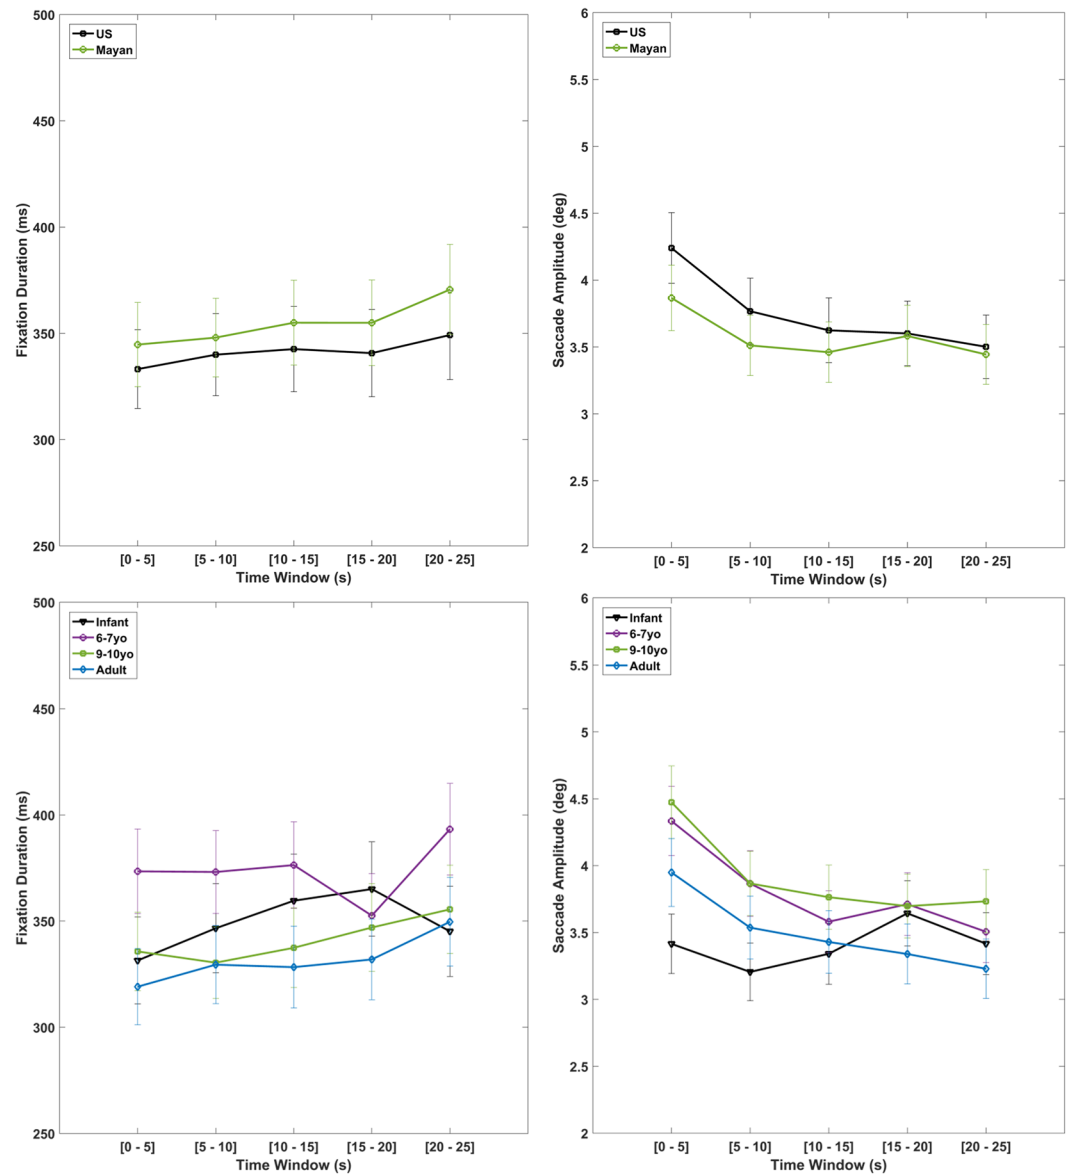 500
450
400
350
300
250
Fixation Duration (ms)
US
Mayan
[0 - 5] [5 - 10] [10 - 15] [15 - 20] [20 - 25]
Time Window (s)
6
5.5
5
4.5
4
3.5
3
2.5
2
Saccade Amplitude (deg)
US
Mayan
[0 - 5] [5 - 10] [10 - 15] [15 - 20] [20 - 25]
Time Window (s)
500
450
400
350
300
250
Fixation Duration (ms)
Infant
6-7yo
9-10yo
Adult
[0 - 5] [5 - 10] [10 - 15] [15 - 20] [20 - 25]
Time Window (s)
6
5.5
5
4.5
4
3.5
3
2.5
2
Saccade Amplitude (deg)
Infant
6-7yo
9-10yo
Adult
[0 - 5] [5 - 10] [10 - 15] [15 - 20] [20 - 25]
Time Window (s)